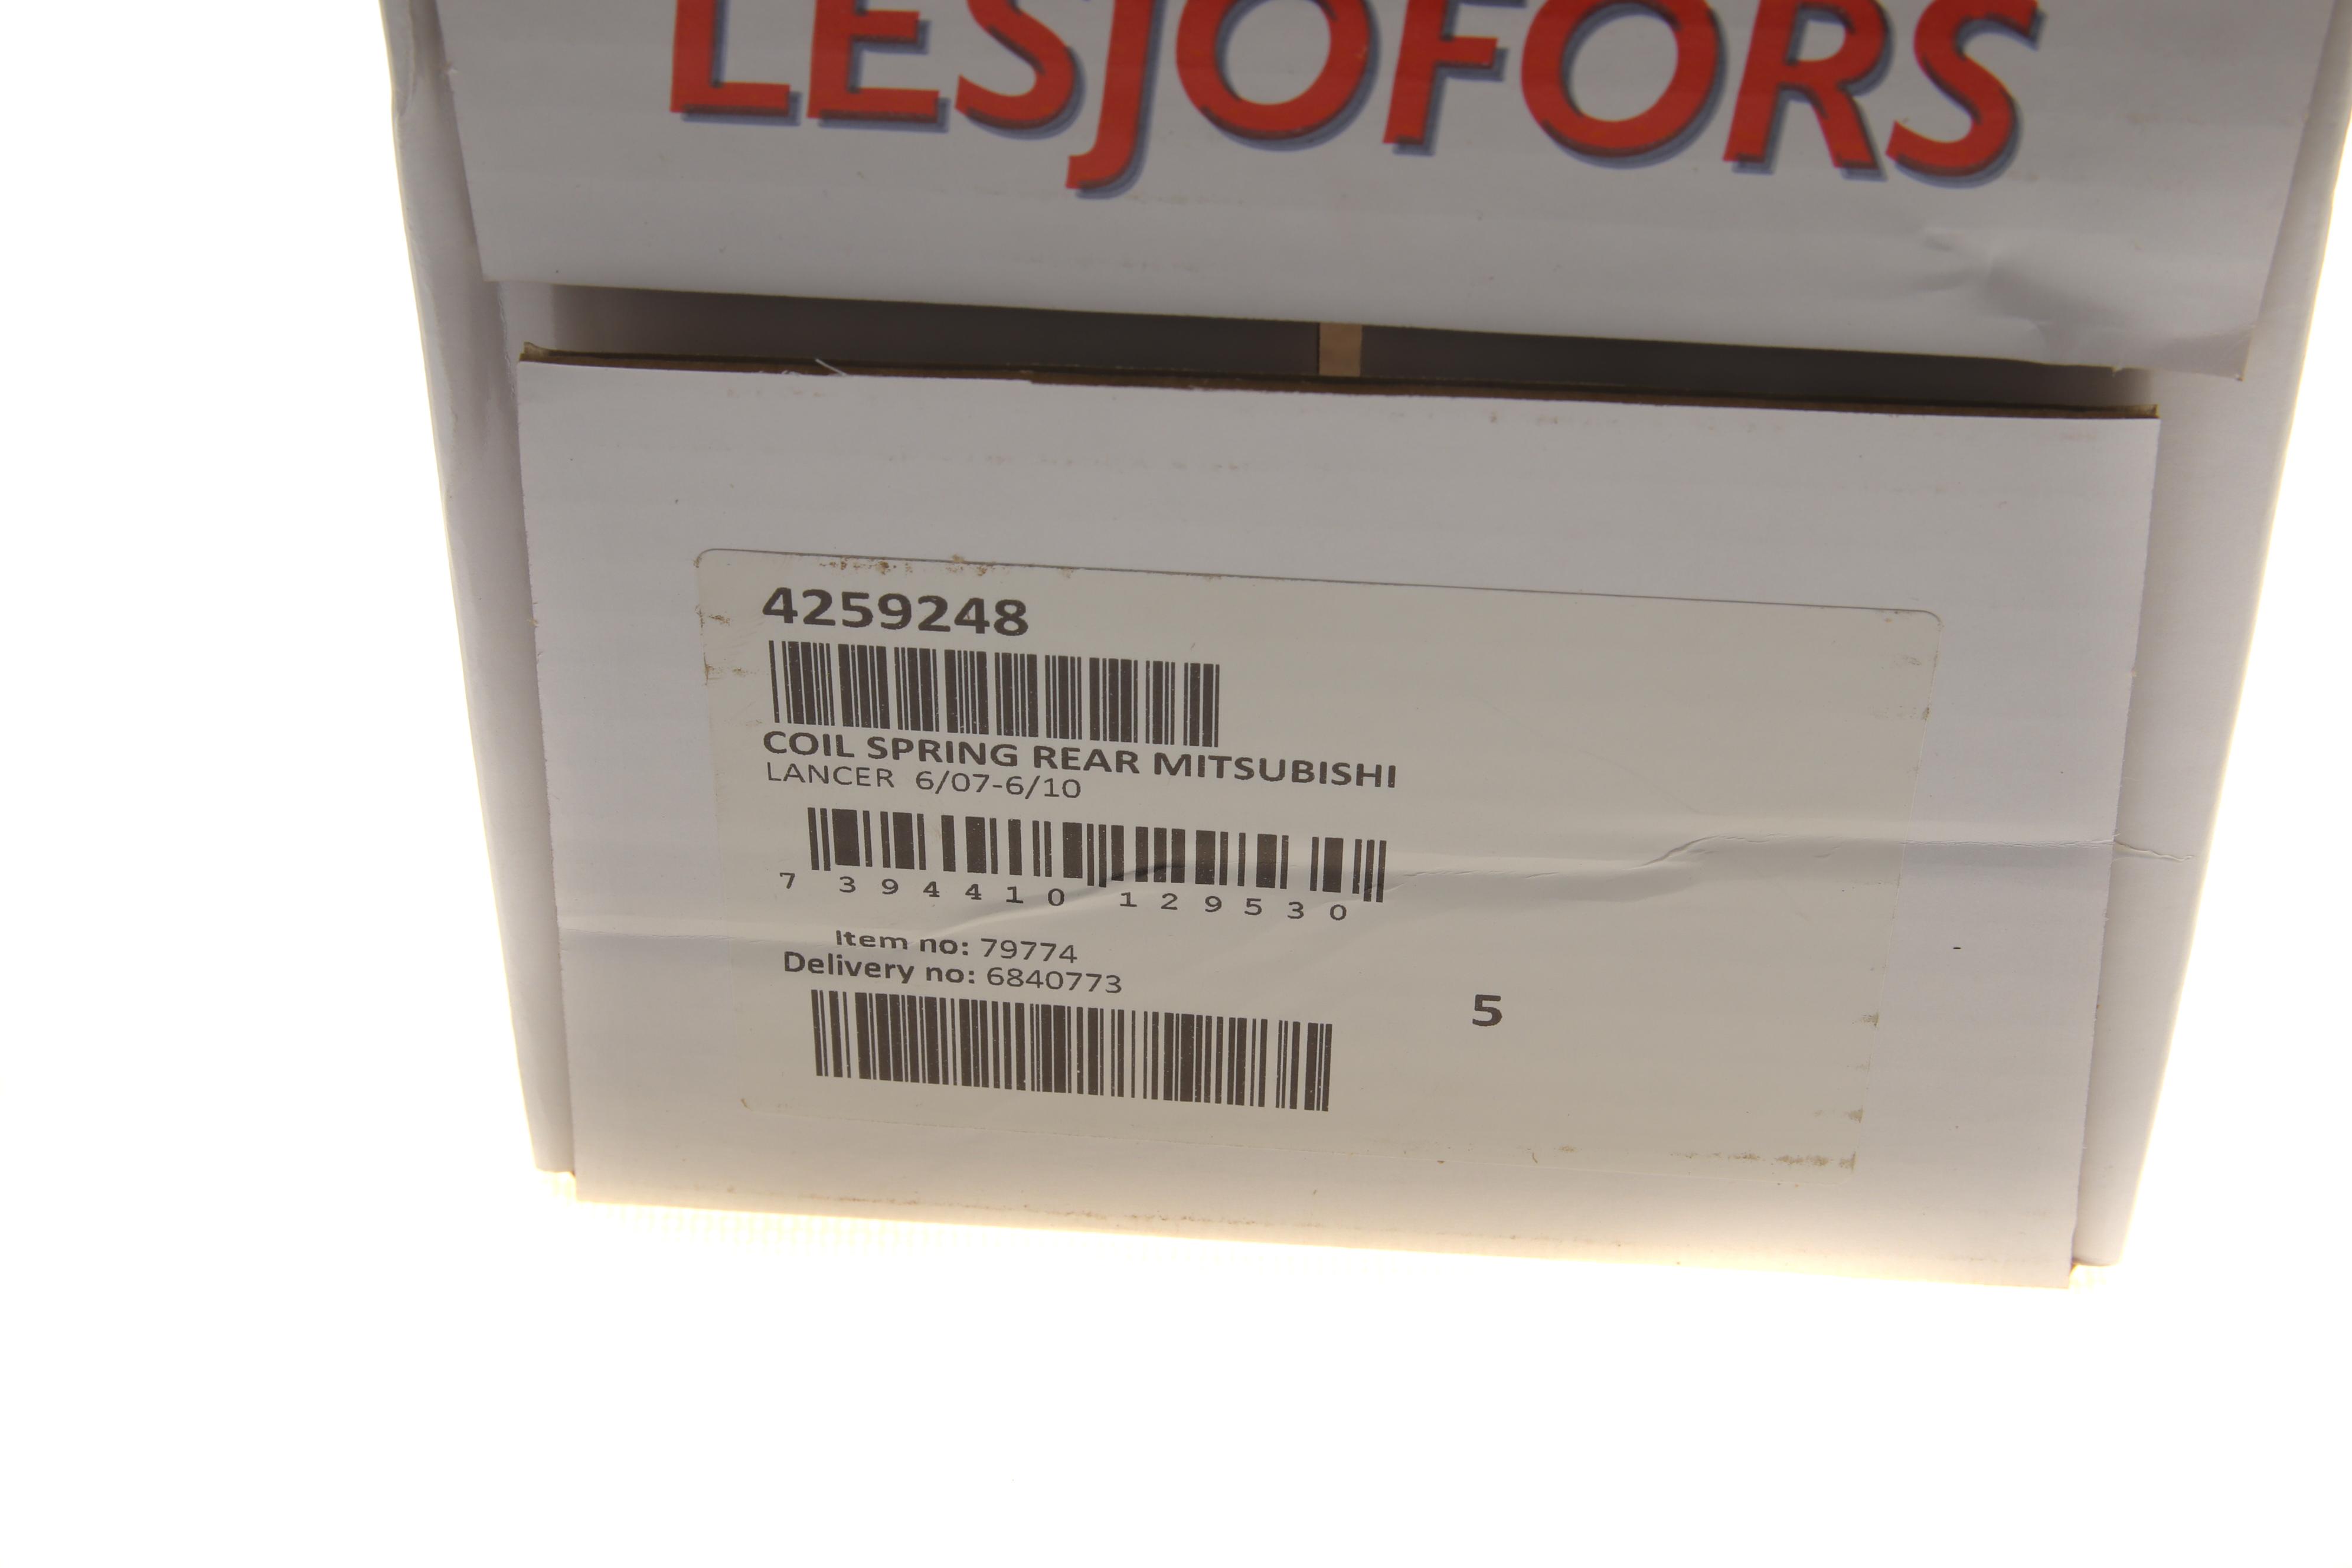 LESJOFORS
4259248
COIL SPRING REAR MITSUBISHI
LANCER 6/07-6/10
7 394410 129530
Item no: 79774
Delivery no: 6840773
5